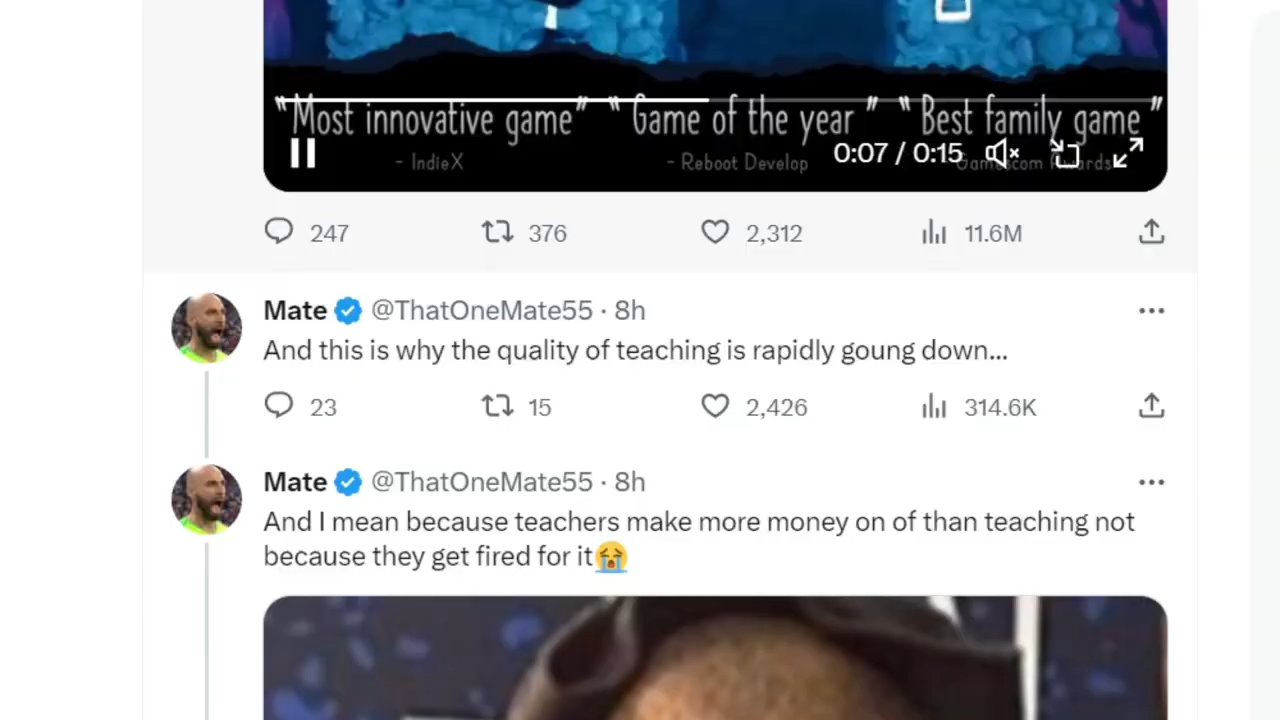 "Most innovative game" "Game of the year" "Best family game"
- IndieX - Reboot Develop Gamescom Awards
0:07 / 0:15
247 376 2,312 11.6M
Mate @ThatOneMate55 · 8h
And this is why the quality of teaching is rapidly goung down...
23 15 2,426 314.6K
Mate @ThatOneMate55 · 8h
And I mean because teachers make more money on of than teaching not
because they get fired for it😭